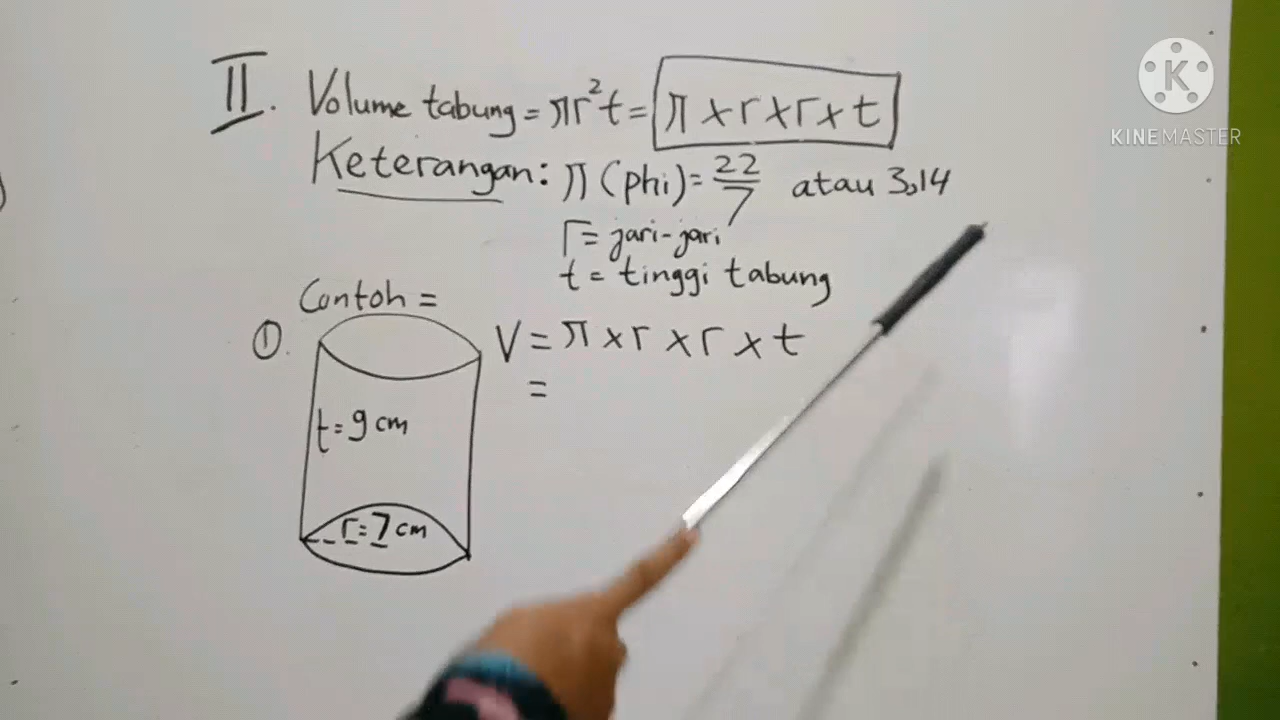 II. Volume tabung = πr²t = π x r x r x t
Keterangan: π (phi) = 22/7 atau 3,14
r = jari-jari
t = tinggi tabung
Contoh =
①. V = π x r x r x t
=
t = 9 cm
r = 7 cm
K
KINEMASTER